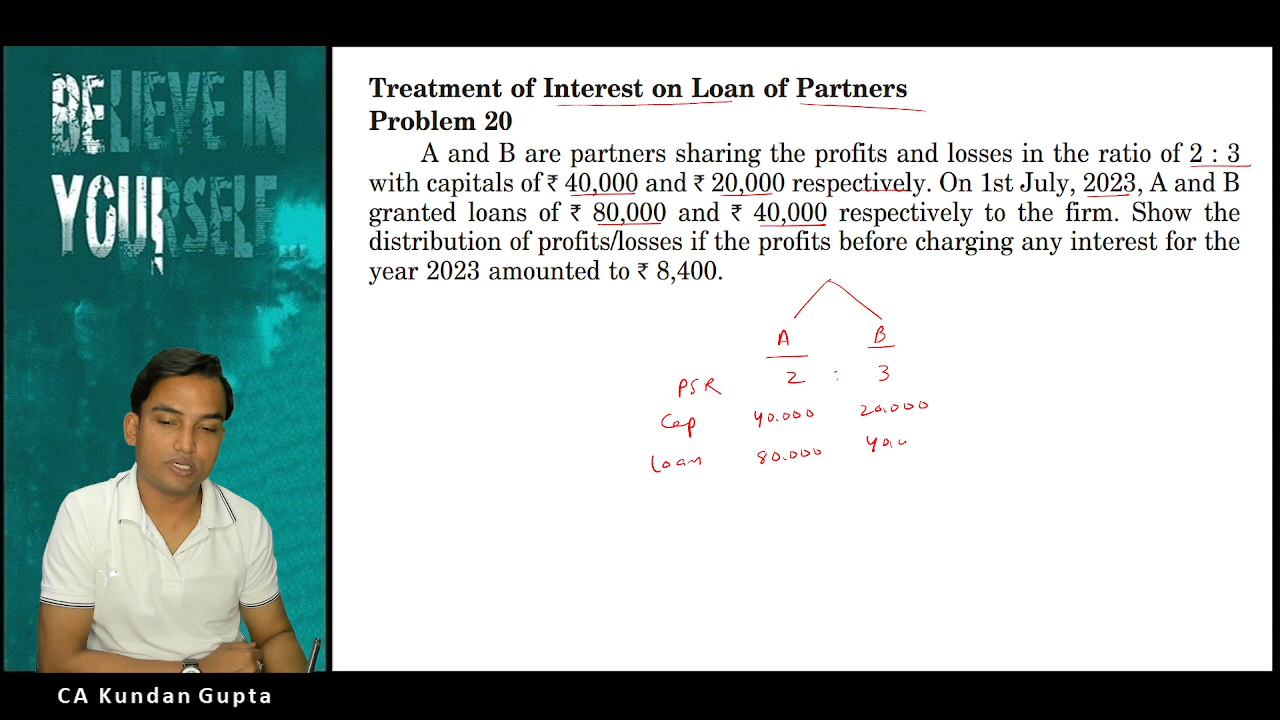 BELIEVE IN
YOURSELF
Treatment of Interest on Loan of Partners
Problem 20
A and B are partners sharing the profits and losses in the ratio of 2 : 3
with capitals of ₹ 40,000 and ₹ 20,000 respectively. On 1st July, 2023, A and B
granted loans of ₹ 80,000 and ₹ 40,000 respectively to the firm. Show the
distribution of profits/losses if the profits before charging any interest for the
year 2023 amounted to ₹ 8,400.
A B
PSR 2 : 3
Cap 40.000 20.000
Loan 80.000 40.0
CA Kundan Gupta